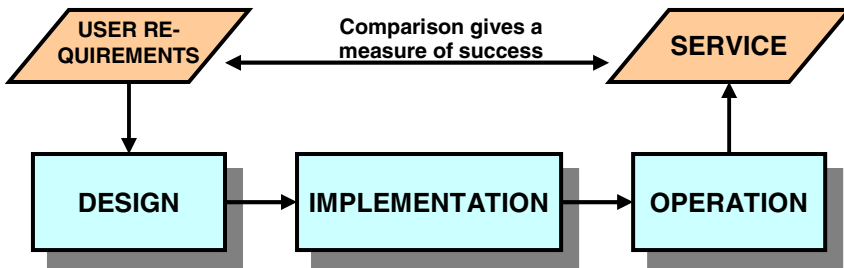 USER RE-
QUIREMENTS
Comparison gives a
measure of success
SERVICE
DESIGN
IMPLEMENTATION
OPERATION